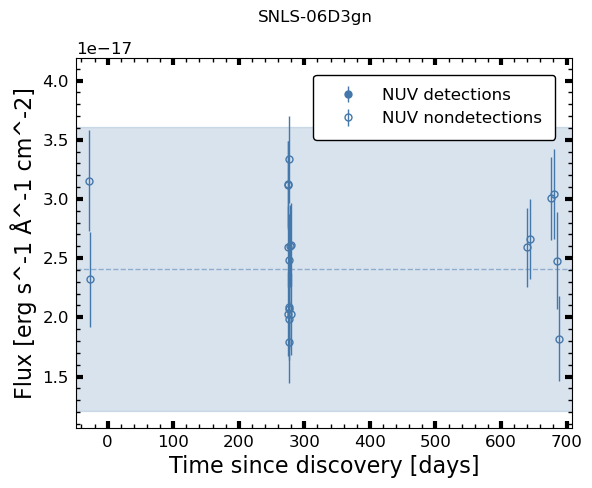 SNLS-06D3gn
1e−17
NUV detections
NUV nondetections
4.0
3.5
3.0
2.5
2.0
1.5
Flux [erg s^-1 Å^-1 cm^-2]
0 100 200 300 400 500 600 700
Time since discovery [days]